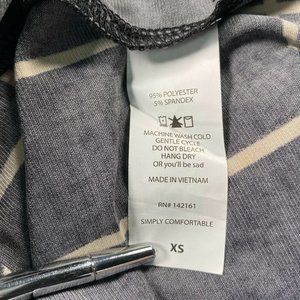 95% POLYESTER
5% SPANDEX
MACHINE WASH COLD
GENTLE CYCLE
DO NOT BLEACH
HANG DRY
OR you'll be sad
MADE IN VIETNAM
RN# 142161
SIMPLY COMFORTABLE
XS